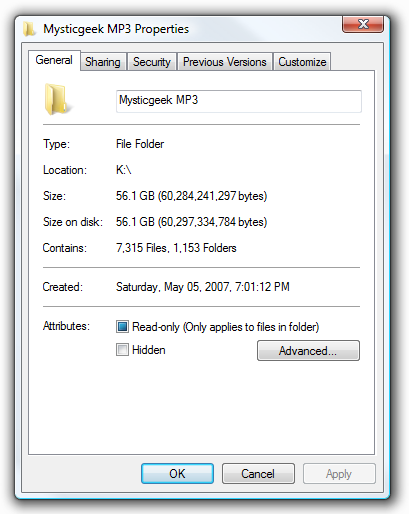 Mysticgeek MP3 Properties
General Sharing Security Previous Versions Customize
Mysticgeek MP3
Type: File Folder
Location: K:\
Size: 56.1 GB (60,284,241,297 bytes)
Size on disk: 56.1 GB (60,297,334,784 bytes)
Contains: 7,315 Files, 1,153 Folders
Created: Saturday, May 05, 2007, 7:01:12 PM
Attributes: Read-only (Only applies to files in folder)
Hidden Advanced...
OK Cancel Apply